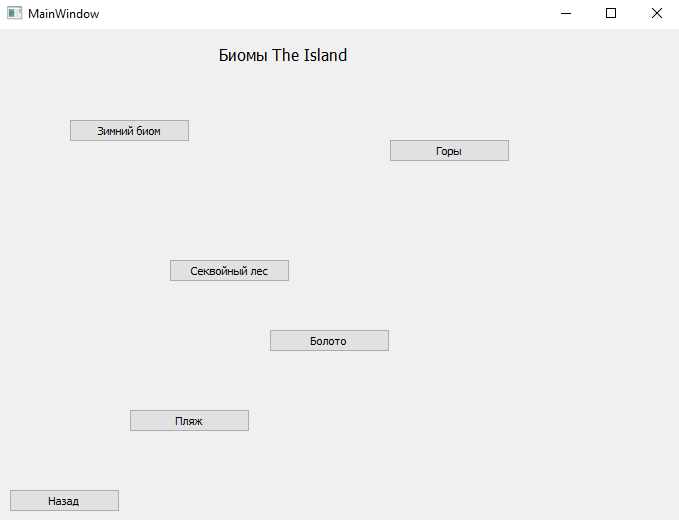 MainWindow
Биомы The Island
Зимний биом
Горы
Секвойный лес
Болото
Пляж
Назад